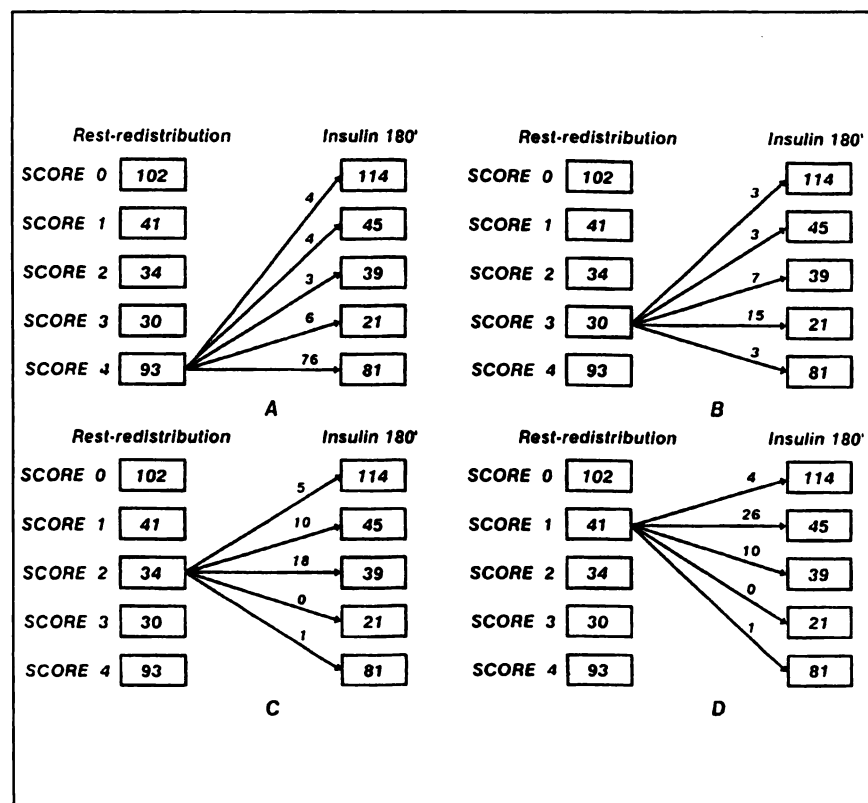 Rest-redistribution Insulin 180'
SCORE 0 102 114
4
SCORE 1 41 45
4
SCORE 2 34 39
3
SCORE 3 30 21
6
SCORE 4 93 81
76
A
Rest-redistribution Insulin 180'
SCORE 0 102 114
3
SCORE 1 41 45
3
SCORE 2 34 39
7
SCORE 3 30 21
15
SCORE 4 93 81
3
B
Rest-redistribution Insulin 180'
SCORE 0 102 114
5
SCORE 1 41 45
10
SCORE 2 34 39
18
SCORE 3 30 21
0
SCORE 4 93 81
1
C
Rest-redistribution Insulin 180'
SCORE 0 102 114
4
SCORE 1 41 45
26
SCORE 2 34 39
10
SCORE 3 30 21
0
SCORE 4 93 81
1
D